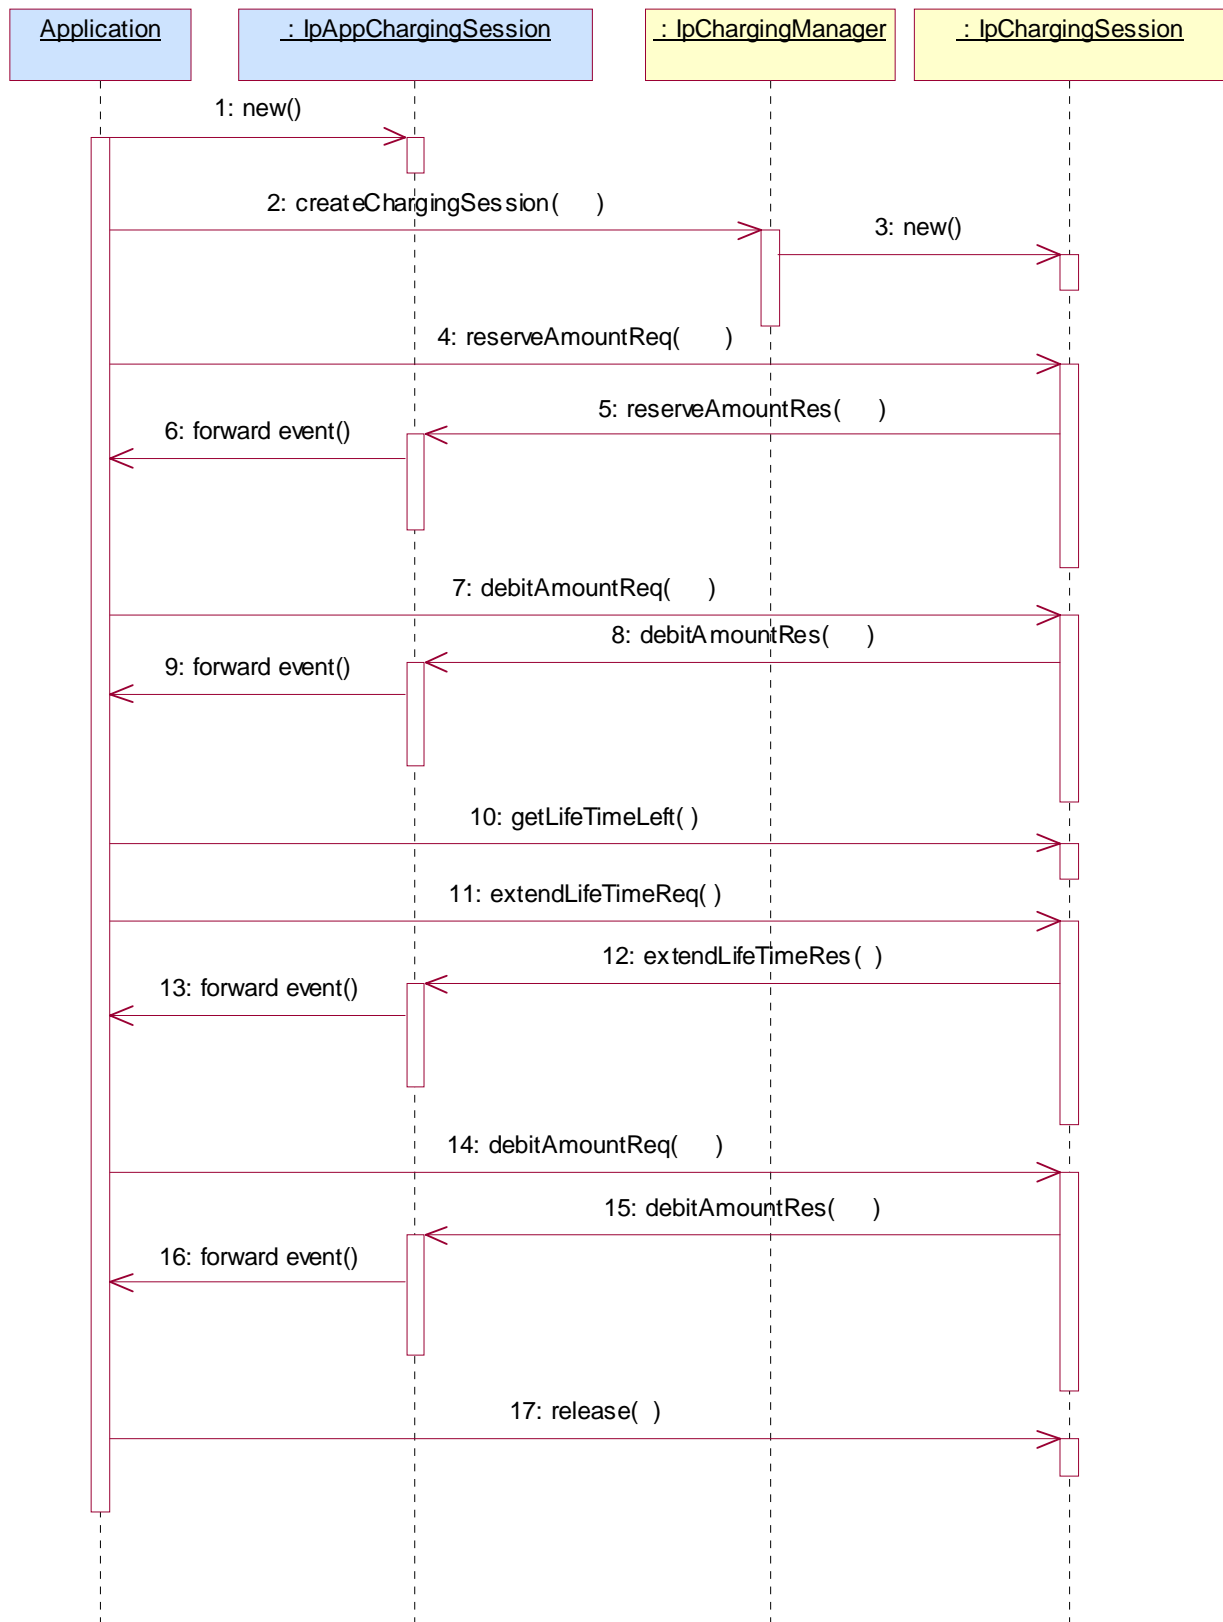 Application
: IpAppChargingSession
: IpChargingManager
: IpChargingSession
1: new()
2: createChargingSession( )
3: new()
4: reserveAmountReq( )
5: reserveAmountRes( )
6: forward event()
7: debitAmountReq( )
8: debitAmountRes( )
9: forward event()
10: getLifeTimeLeft( )
11: extendLifeTimeReq( )
12: extendLifeTimeRes( )
13: forward event()
14: debitAmountReq( )
15: debitAmountRes( )
16: forward event()
17: release( )